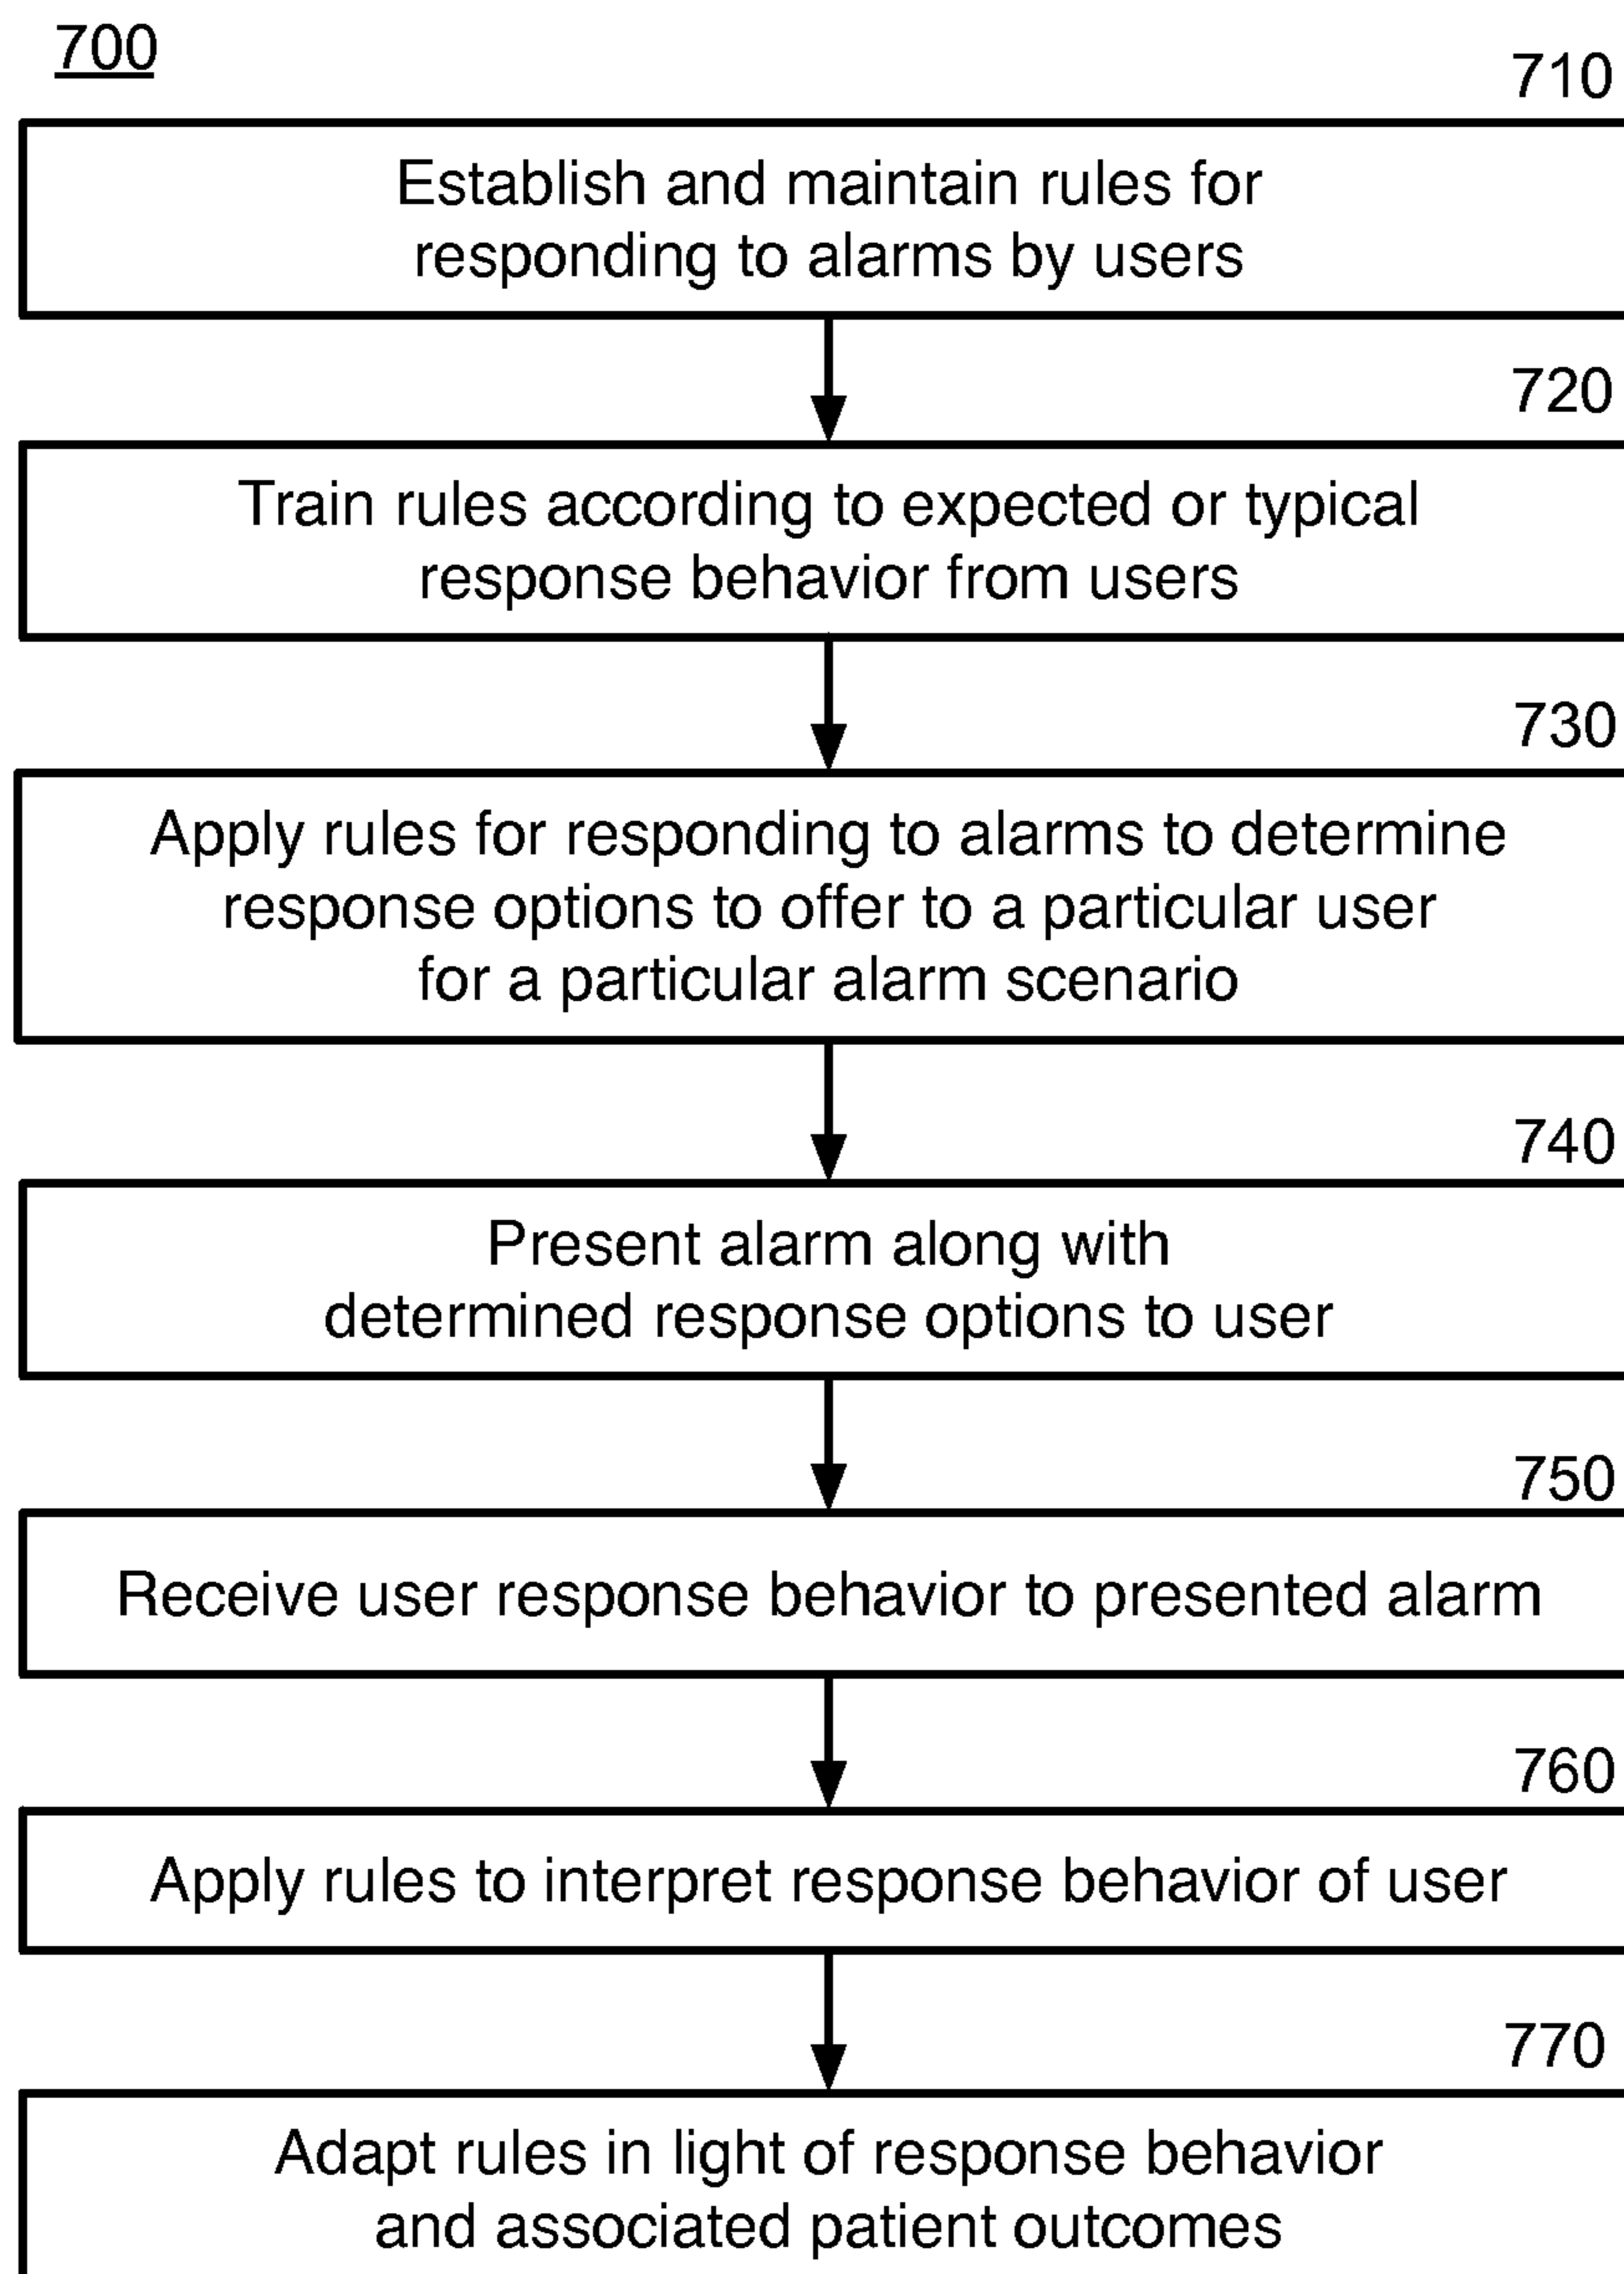 700
710
Establish and maintain rules for
responding to alarms by users
720
Train rules according to expected or typical
response behavior from users
730
Apply rules for responding to alarms to determine
response options to offer to a particular user
for a particular alarm scenario
740
Present alarm along with
determined response options to user
750
Receive user response behavior to presented alarm
760
Apply rules to interpret response behavior of user
770
Adapt rules in light of response behavior
and associated patient outcomes